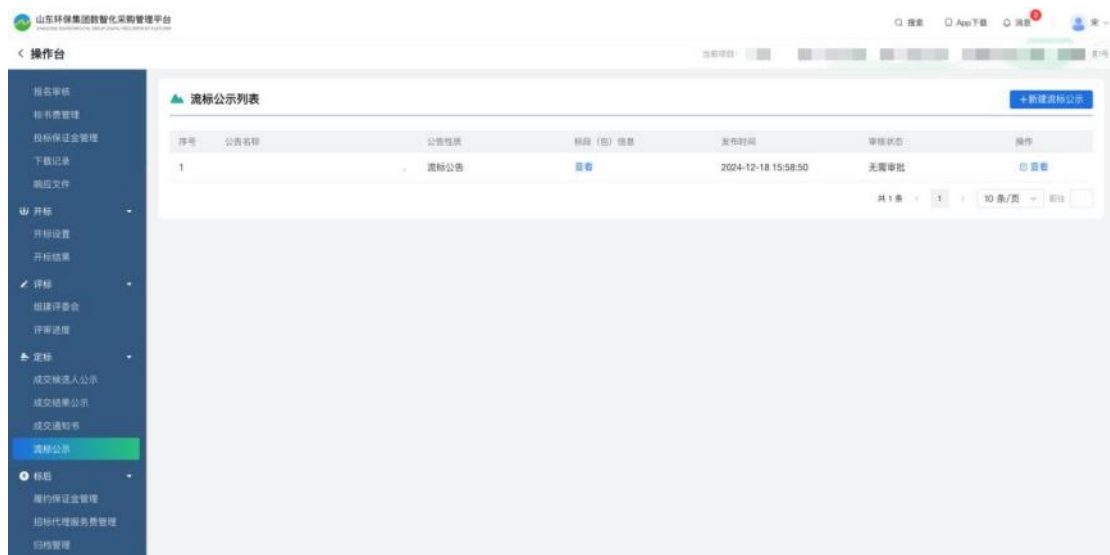 山东环保集团数智化采购管理平台
搜索 App下载 消息 2 宋
操作台
当前项目:
报名审核
标书费管理
投标保证金管理
下载记录
响应文件
开标
开标设置
开标结果
评标
组建评委会
评审进度
定标
成交候选人公示
成交结果公示
成交通知书
流标公示
标后
履约保证金管理
招标代理服务费管理
归档管理
流标公示列表
+新建流标公示
序号 公告名称 公告性质 标段（包）信息 发布时间 审核状态 操作
1 流标公告 查看 2024-12-18 15:58:50 无需审批 查看
共 1 条 1 10 条/页 前往